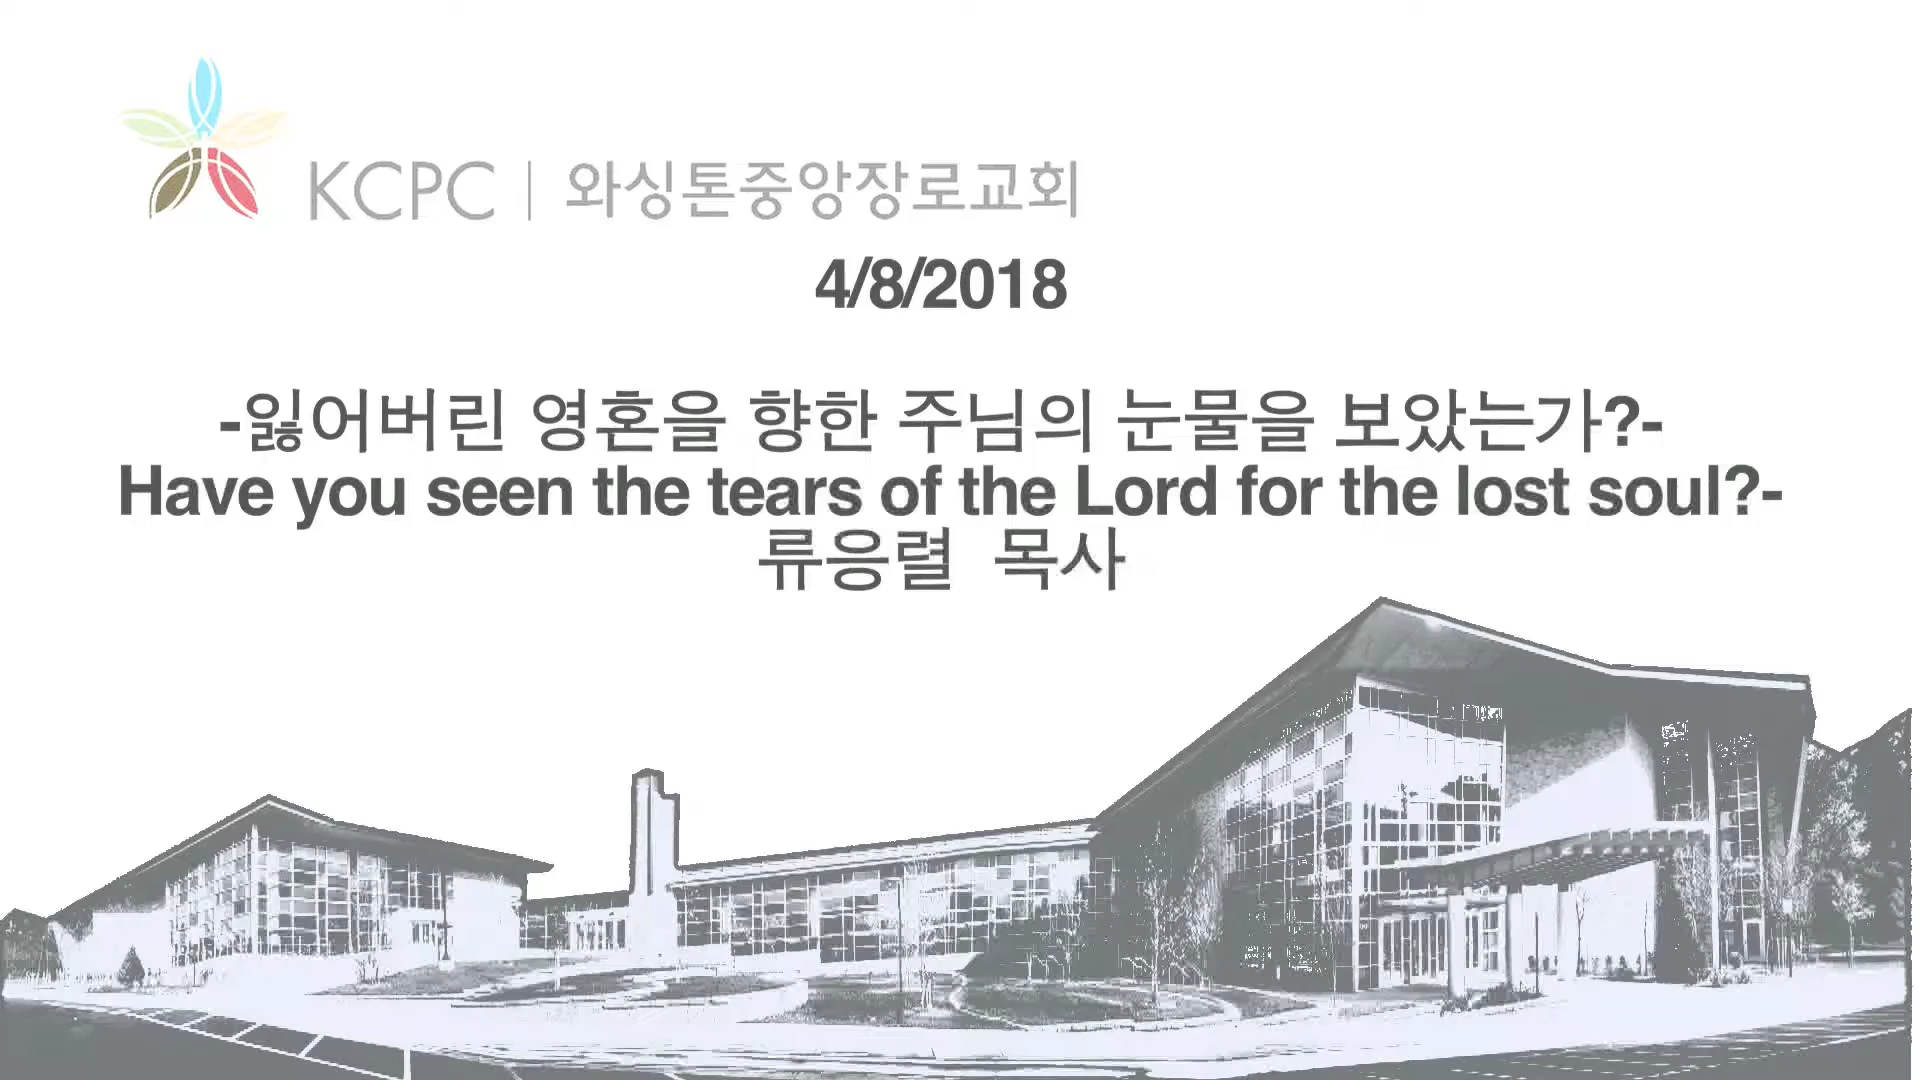 KCPC | 와싱톤중앙장로교회
4/8/2018
-잃어버린 영혼을 향한 주님의 눈물을 보았는가?-
Have you seen the tears of the Lord for the lost soul?-
류응렬 목사